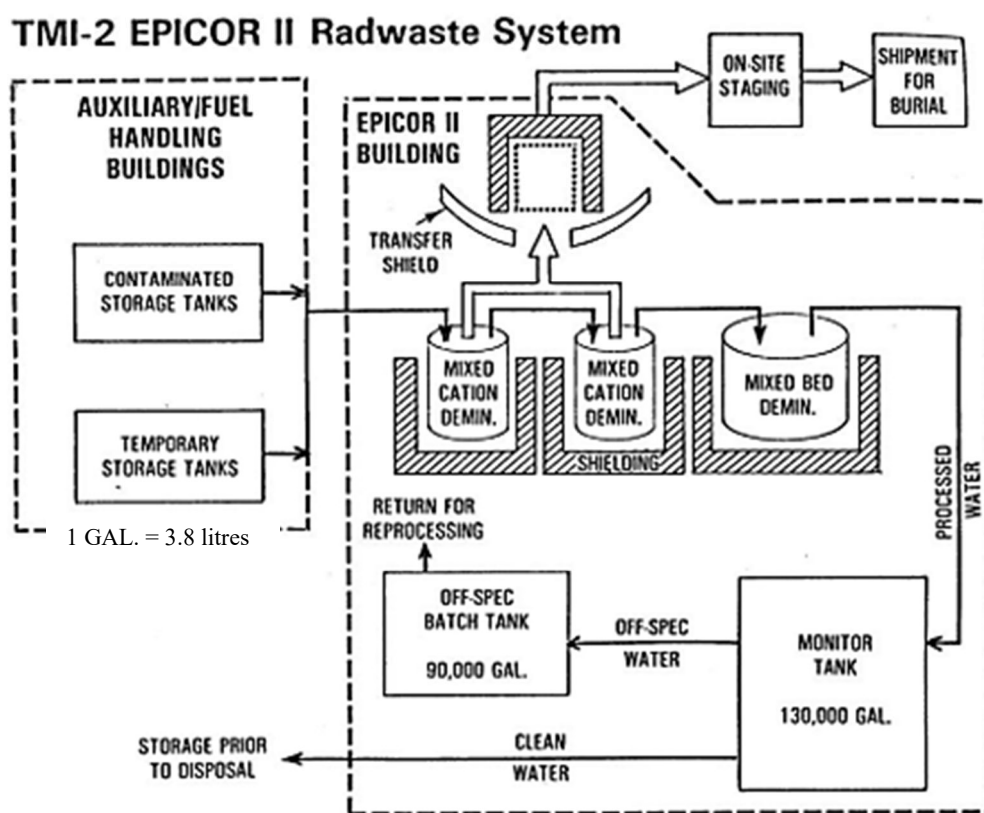 TMI-2 EPICOR II Radwaste System
AUXILIARY/FUEL
HANDLING
BUILDINGS
CONTAMINATED
STORAGE TANKS
TEMPORARY
STORAGE TANKS
1 GAL. = 3.8 litres
EPICOR II
BUILDING
ON-SITE
STAGING
SHIPMENT
FOR
BURIAL
TRANSFER
SHIELD
MIXED
CATION
DEMIN.
MIXED
CATION
DEMIN.
MIXED BED
DEMIN.
SHIELDING
PROCESSED
WATER
RETURN FOR
REPROCESSING
OFF-SPEC
BATCH TANK
90,000 GAL.
OFF-SPEC
WATER
MONITOR
TANK
130,000 GAL.
CLEAN
WATER
STORAGE PRIOR
TO DISPOSAL